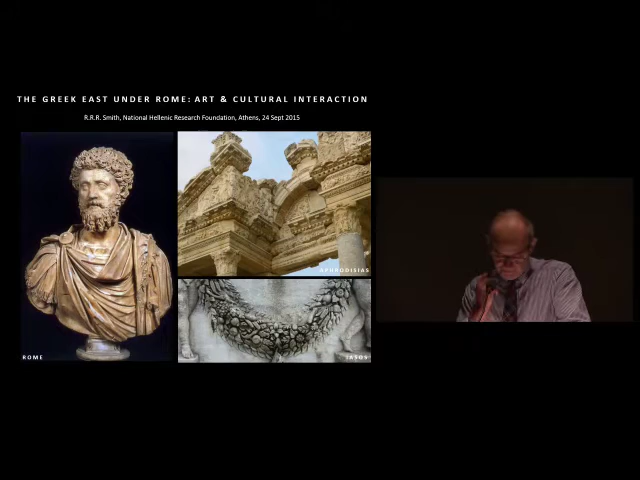 THE GREEK EAST UNDER ROME: ART & CULTURAL INTERACTION
R.R.R. Smith, National Hellenic Research Foundation, Athens, 24 Sept 2015
APHRODISIAS
ROME
IASOS